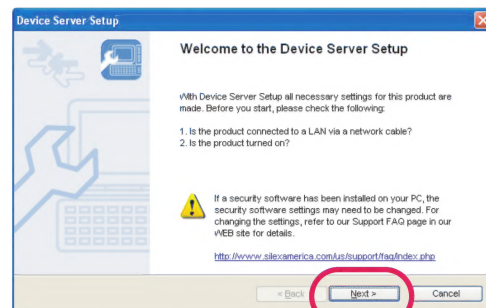 Device Server Setup
Welcome to the Device Server Setup
With Device Server Setup all necessary settings for this product are
made. Before you start, please check the following:
1. Is the product connected to a LAN via a network cable?
2. Is the product turned on?
If a security software has been installed on your PC, the
security software settings may need to be changed. For
changing the settings, refer to our Support FAQ page in our
WEB site for details.
http://www.silexamerica.com/us/support/faq/index.php
< Back
Next >
Cancel